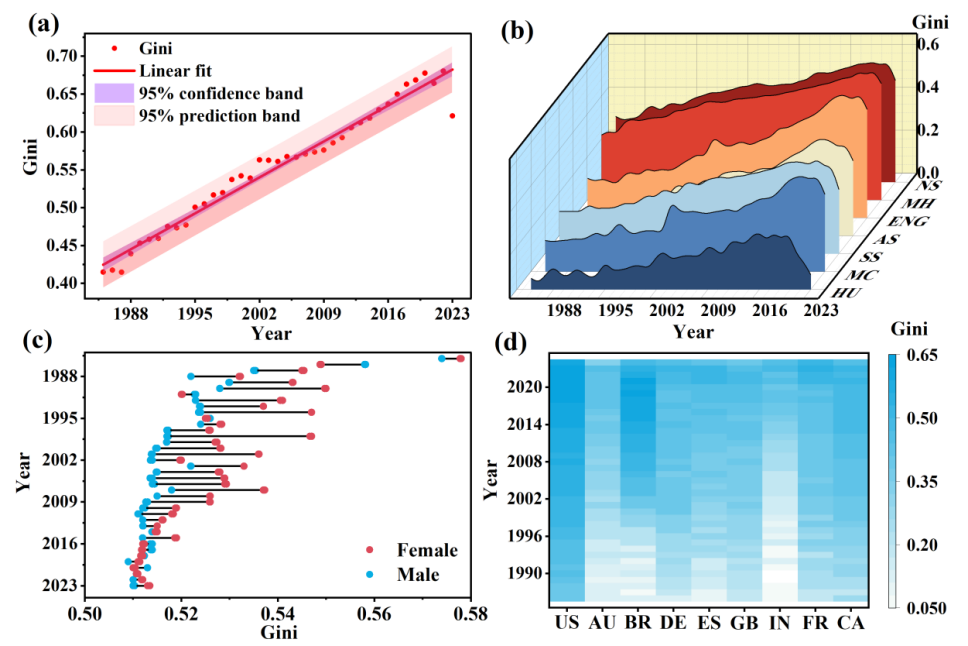 (a)
Gini
Linear fit
95% confidence band
95% prediction band
0.70
0.65
0.60
0.55
0.50
0.45
0.40
Gini
1988 1995 2002 2009 2016 2023
Year
(b)
Gini
0.6
0.4
0.2
0.0
NS
MH
ENG
AS
SS
MC
HU
1988 1995 2002 2009 2016 2023
Year
(c)
1988
1995
2002
2009
2016
2023
Year
Female
Male
0.50 0.52 0.54 0.56 0.58
Gini
(d)
Gini
2020
2014
2008
2002
1996
1990
Year
US AU BR DE ES GB IN FR CA
0.65
0.50
0.35
0.20
0.050